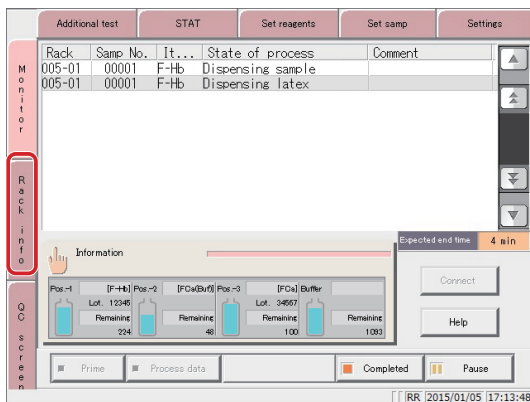 Additional test STAT Set reagents Set samp Settings
Monitor
Rack info
QC screen
Rack Samp No. It... State of process Comment
005-01 00001 F-Hb Dispensing sample
005-01 00001 F-Hb Dispensing latex
Expected end time 4 min
Information
Pos.-1 [F-Hb] Pos.-2 [FCa(Buf)] Pos.-3 [FCa] Buffer
Lot. 12345 Lot. 34567
Remaining Remaining Remaining Remaining
224 48 100 1093
Connect
Help
Prime Process data Completed Pause
RR 2015/01/05 17:13:48